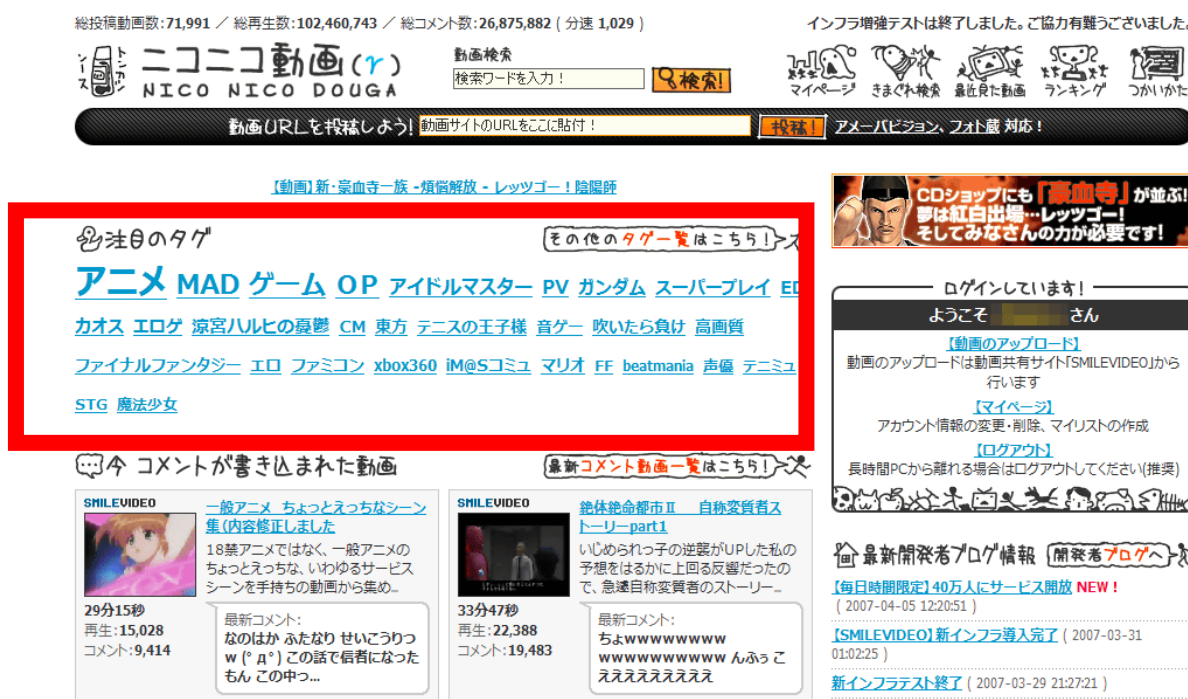 総投稿動画数:71,991 ／ 総再生数:102,460,743 ／ 総コメント数:26,875,882 ( 分速 1,029 )
インフラ増強テストは終了しました。ご協力有難うございました。
ニコニコ動画(γ)
NICO NICO DOUGA
動画検索
検索ワードを入力！
検索!
マイページ きまぐれ検索 最近見た動画 ランキング つかいかた
動画URLを投稿しよう! 動画サイトのURLをここに貼付！ 投稿! アメーバビジョン、フォト蔵 対応！
【動画】新・豪血寺一族 -煩悩解放 - レッツゴー！陰陽師
注目のタグ
その他のタグ一覧はこちら!
アニメ MAD ゲーム OP アイドルマスター PV ガンダム スーパープレイ ED
カオス エロゲ 涼宮ハルヒの憂鬱 CM 東方 テニスの王子様 音ゲー 吹いたら負け 高画質
ファイナルファンタジー エロ ファミコン xbox360 iM@Sコミュ マリオ FF beatmania 声優 テニミュ
STG 魔法少女
今 コメントが書き込まれた動画
最新コメント動画一覧はこちら!
SMILEVIDEO
一般アニメ ちょっとえっちなシーン
集(内容修正しました
18禁アニメではなく、一般アニメの
ちょっとえっちな、いわゆるサービス
シーンを手持ちの動画から集め...
29分15秒
再生:15,028
コメント:9,414
最新コメント:
なのはか ふたなり せいこうりつ
w (° д°) この話で信者になった
もん この中っ...
SMILEVIDEO
絶体絶命都市Ⅱ 自称変質者ス
トーリーpart1
いじめられっ子の逆襲がUPした私の
予想をはるかに上回る反響だったの
で、急遽自称変質者のストーリー...
33分47秒
再生:22,388
コメント:19,483
最新コメント:
ちょwwwwwwwww
wwwwwwwwwww んふぅ こ
えええええええええ
CDショップにも「豪血寺」が並ぶ!
夢は紅白出場…レッツゴー!
そしてみなさんの力が必要です!
ログインしています!
ようこそ さん
【動画のアップロード】
動画のアップロードは動画共有サイト「SMILEVIDEO」から
行います
【マイページ】
アカウント情報の変更・削除、マイリストの作成
【ログアウト】
長時間PCから離れる場合はログアウトしてください(推奨)
最新開発者ブログ情報 開発者ブログへ
【毎日時間限定】40万人にサービス開放 NEW！
( 2007-04-05 12:20:51 )
【SMILEVIDEO】新インフラ導入完了 ( 2007-03-31
01:02:25 )
新インフラテスト終了 ( 2007-03-29 21:27:21 )